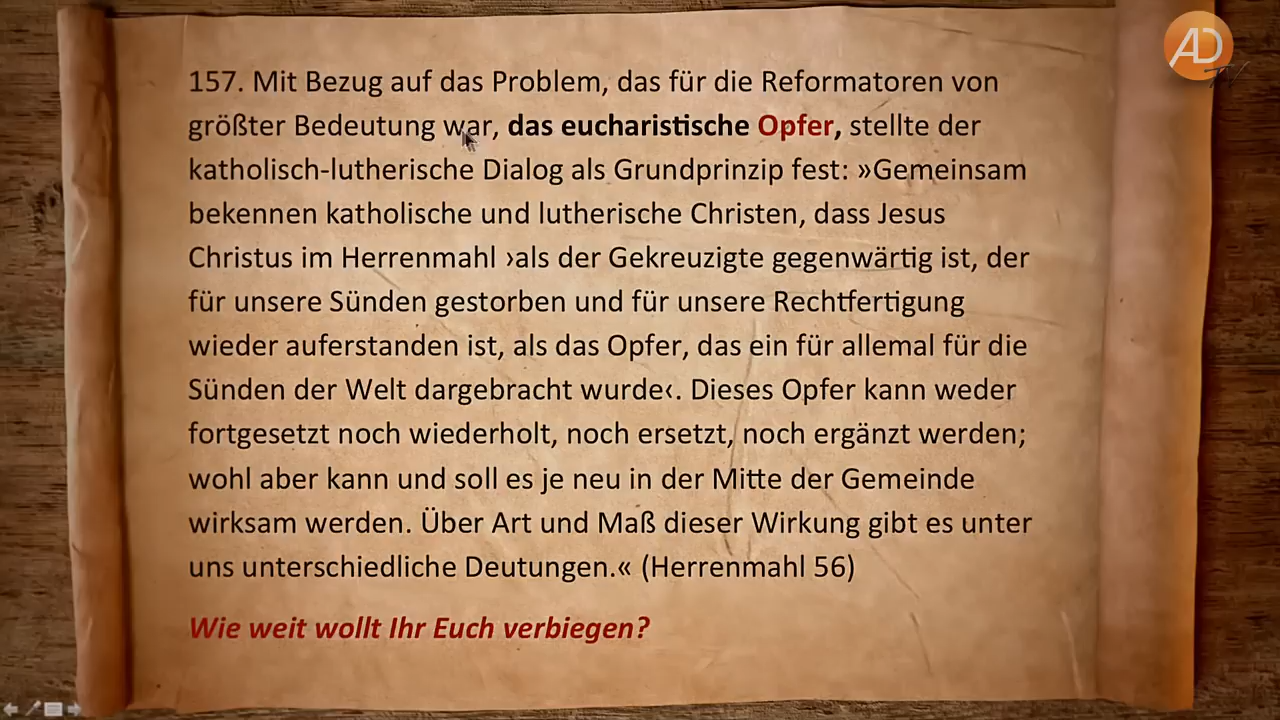 AD
TV
157. Mit Bezug auf das Problem, das für die Reformatoren von
größter Bedeutung war, das eucharistische Opfer, stellte der
katholisch-lutherische Dialog als Grundprinzip fest: »Gemeinsam
bekennen katholische und lutherische Christen, dass Jesus
Christus im Herrenmahl ›als der Gekreuzigte gegenwärtig ist, der
für unsere Sünden gestorben und für unsere Rechtfertigung
wieder auferstanden ist, als das Opfer, das ein für allemal für die
Sünden der Welt dargebracht wurde‹. Dieses Opfer kann weder
fortgesetzt noch wiederholt, noch ersetzt, noch ergänzt werden;
wohl aber kann und soll es je neu in der Mitte der Gemeinde
wirksam werden. Über Art und Maß dieser Wirkung gibt es unter
uns unterschiedliche Deutungen.« (Herrenmahl 56)
Wie weit wollt Ihr Euch verbiegen?